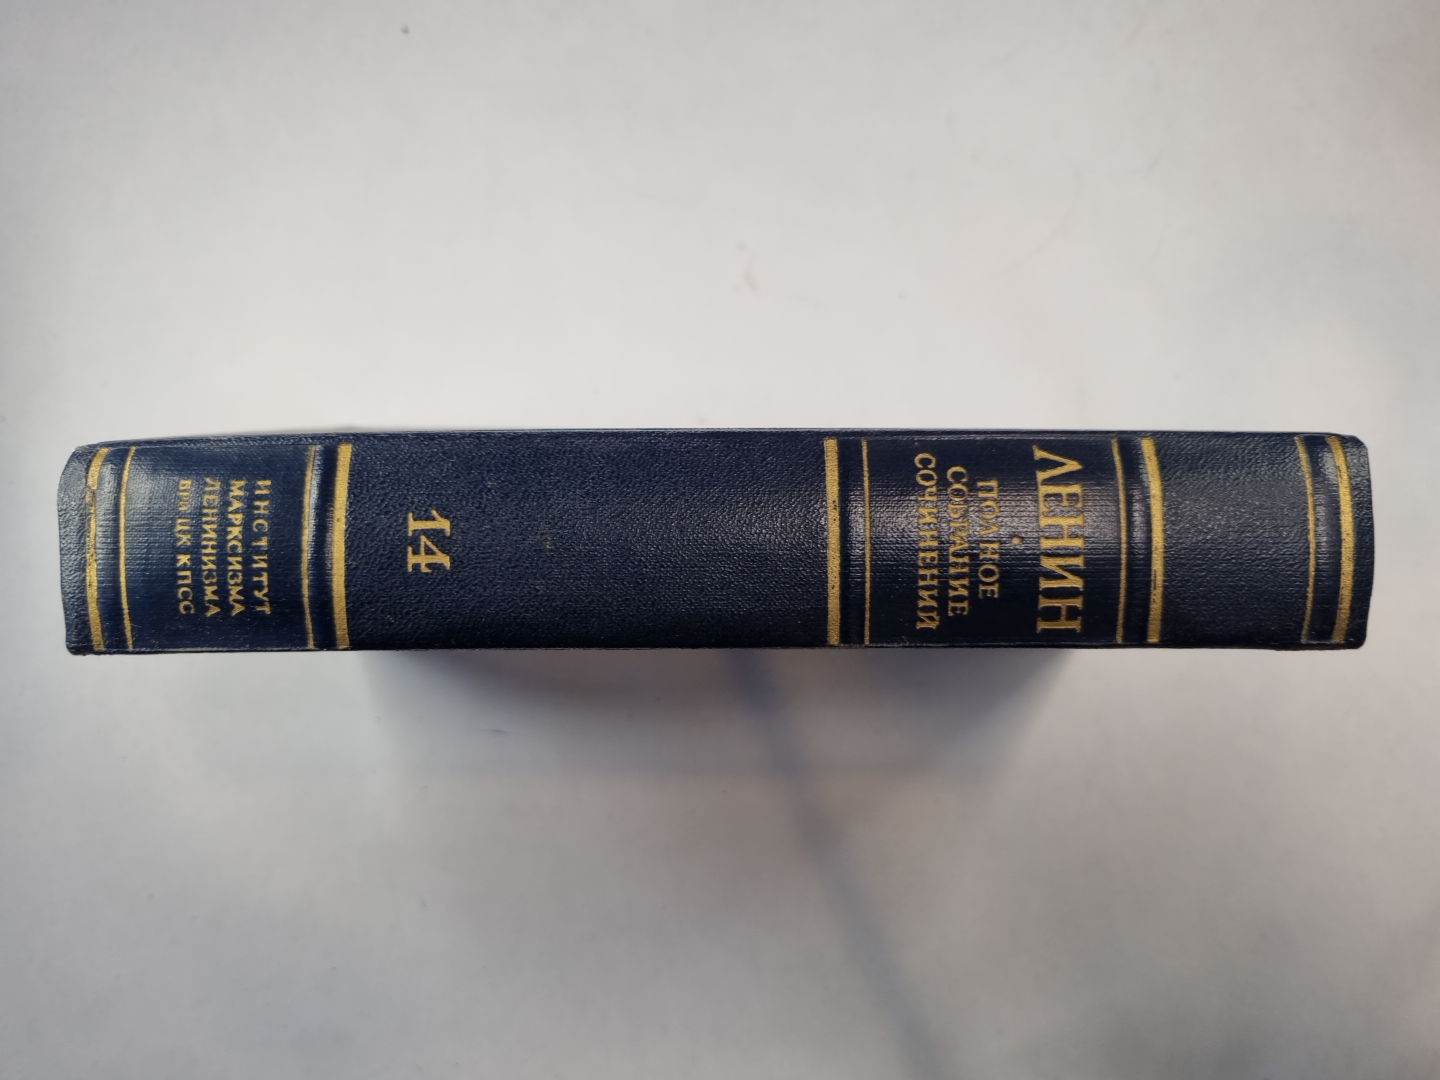 ЛЕНИН
ПОЛНОЕ
СОБРАНИЕ
СОЧИНЕНИЙ
14
ИНСТИТУТ
МАРКСИЗМА
ЛЕНИНИЗМА
ПРИ ЦК КПСС